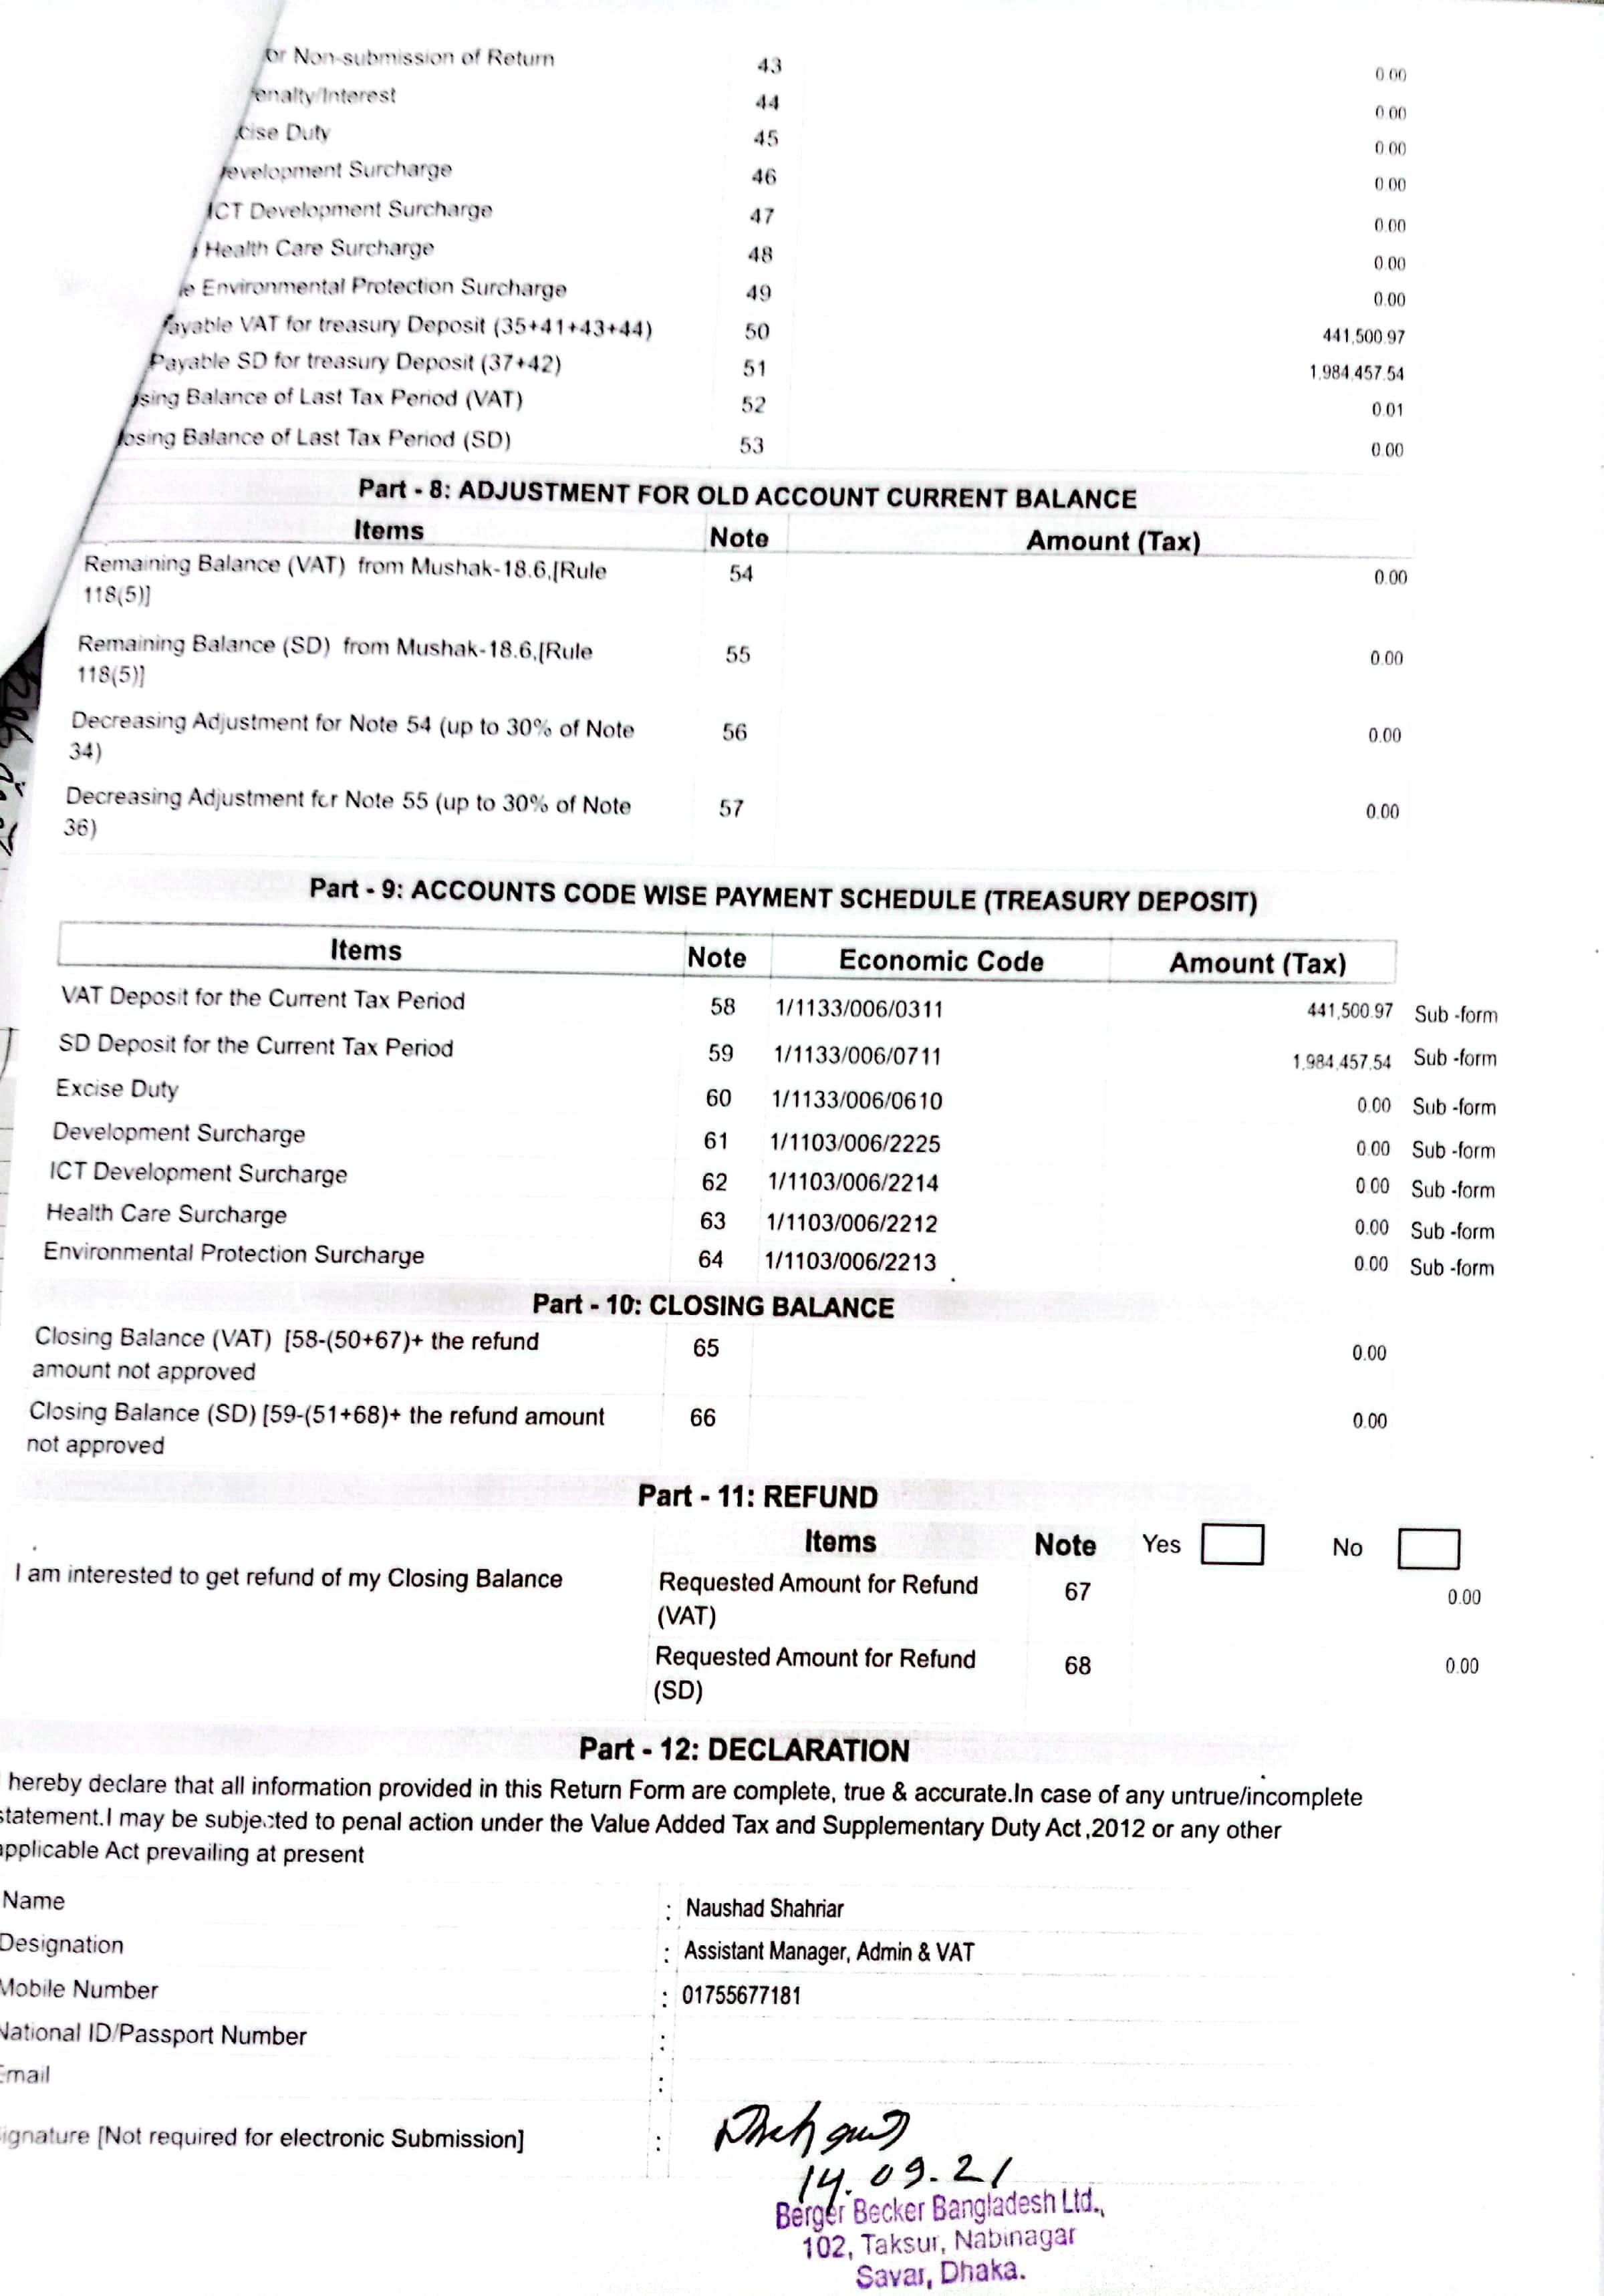 or Non-submission of Return 43 0.00
enalty/Interest 44 0.00
cise Duty 45 0.00
evelopment Surcharge 46 0.00
ICT Development Surcharge 47 0.00
Health Care Surcharge 48 0.00
e Environmental Protection Surcharge 49 0.00
ayable VAT for treasury Deposit (35+41+43+44) 50 441,500.97
Payable SD for treasury Deposit (37+42) 51 1,984,457.54
sing Balance of Last Tax Period (VAT) 52 0.01
losing Balance of Last Tax Period (SD) 53 0.00
Part - 8: ADJUSTMENT FOR OLD ACCOUNT CURRENT BALANCE
Items Note Amount (Tax)
Remaining Balance (VAT) from Mushak-18.6,[Rule 54 0.00
118(5)]
Remaining Balance (SD) from Mushak-18.6,[Rule 55 0.00
118(5)]
Decreasing Adjustment for Note 54 (up to 30% of Note 56 0.00
34)
Decreasing Adjustment for Note 55 (up to 30% of Note 57 0.00
36)
Part - 9: ACCOUNTS CODE WISE PAYMENT SCHEDULE (TREASURY DEPOSIT)
Items Note Economic Code Amount (Tax)
VAT Deposit for the Current Tax Period 58 1/1133/006/0311 441,500.97 Sub -form
SD Deposit for the Current Tax Period 59 1/1133/006/0711 1,984,457.54 Sub -form
Excise Duty 60 1/1133/006/0610 0.00 Sub -form
Development Surcharge 61 1/1103/006/2225 0.00 Sub -form
ICT Development Surcharge 62 1/1103/006/2214 0.00 Sub -form
Health Care Surcharge 63 1/1103/006/2212 0.00 Sub -form
Environmental Protection Surcharge 64 1/1103/006/2213 0.00 Sub -form
Part - 10: CLOSING BALANCE
Closing Balance (VAT) [58-(50+67)+ the refund 65 0.00
amount not approved
Closing Balance (SD) [59-(51+68)+ the refund amount 66 0.00
not approved
Part - 11: REFUND
Items Note Yes No
I am interested to get refund of my Closing Balance Requested Amount for Refund 67 0.00
(VAT)
Requested Amount for Refund 68 0.00
(SD)
Part - 12: DECLARATION
hereby declare that all information provided in this Return Form are complete, true & accurate.In case of any untrue/incomplete
statement.I may be subjected to penal action under the Value Added Tax and Supplementary Duty Act,2012 or any other
applicable Act prevailing at present
Name : Naushad Shahriar
Designation : Assistant Manager, Admin & VAT
Mobile Number : 01755677181
National ID/Passport Number :
Email :
ignature [Not required for electronic Submission] :
14.09.21
Berger Becker Bangladesh Ltd.,
102, Taksur, Nabinagar
Savar, Dhaka.